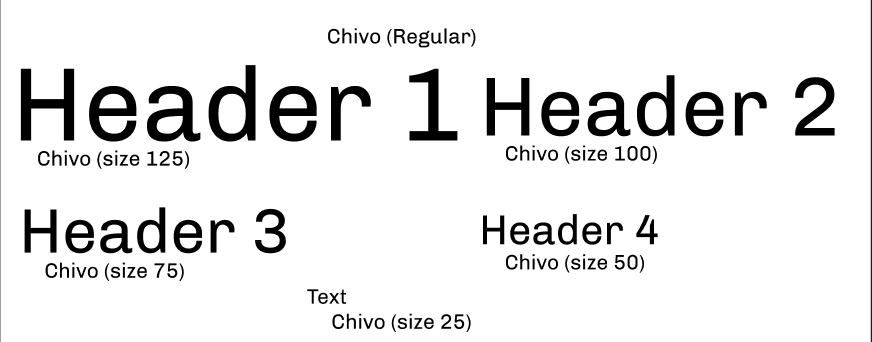 Chivo (Regular)
Header 1
Chivo (size 125)
Header 2
Chivo (size 100)
Header 3
Chivo (size 75)
Header 4
Chivo (size 50)
Text
Chivo (size 25)